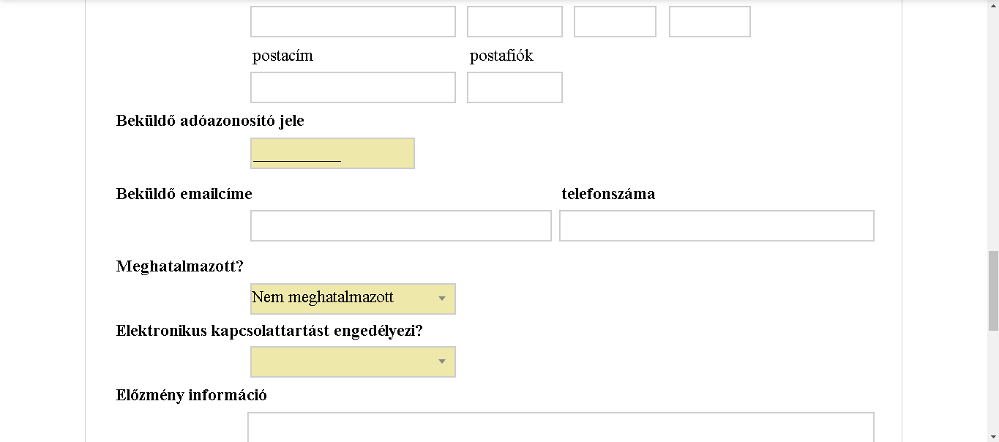 postacím postafiók
Beküldő adóazonosító jele
Beküldő emailcíme telefonszáma
Meghatalmazott?
Nem meghatalmazott
Elektronikus kapcsolattartást engedélyezi?
Előzmény információ